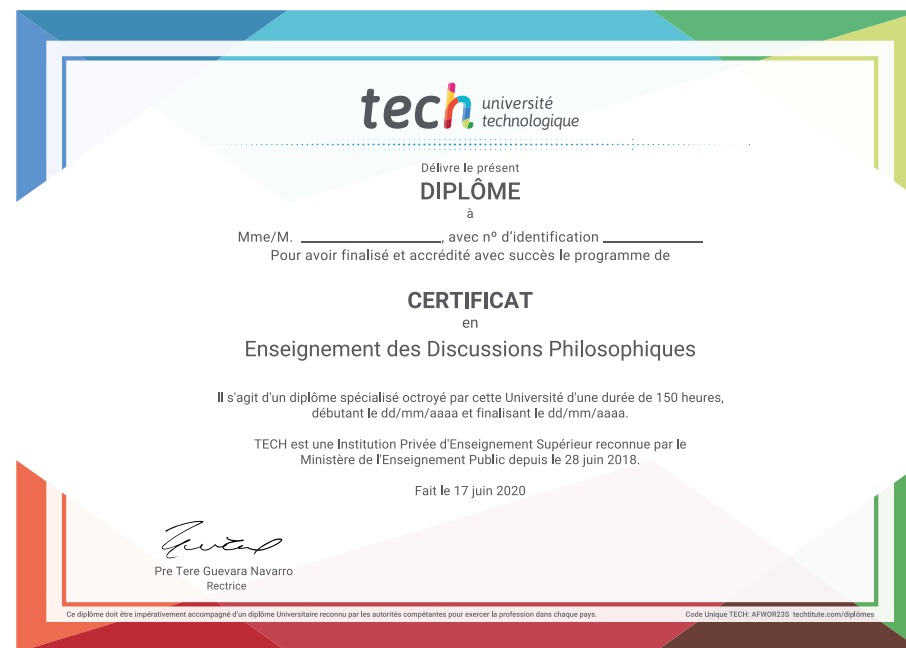 tech université
technologique
Délivre le présent
DIPLÔME
à
Mme/M. ____________________, avec nº d'identification ______________
Pour avoir finalisé et accrédité avec succès le programme de
CERTIFICAT
en
Enseignement des Discussions Philosophiques
Il s'agit d'un diplôme spécialisé octroyé par cette Université d'une durée de 150 heures,
débutant le dd/mm/aaaa et finalisant le dd/mm/aaaa.
TECH est une Institution Privée d'Enseignement Supérieur reconnue par le
Ministère de l'Enseignement Public depuis le 28 juin 2018.
Fait le 17 juin 2020
Pre Tere Guevara Navarro
Rectrice
Ce diplôme doit être impérativement accompagné d'un diplôme Universitaire reconnu par les autorités compétantes pour exercer la profession dans chaque pays. Code Unique TECH: AFWOR23S techtitute.com/diplômes